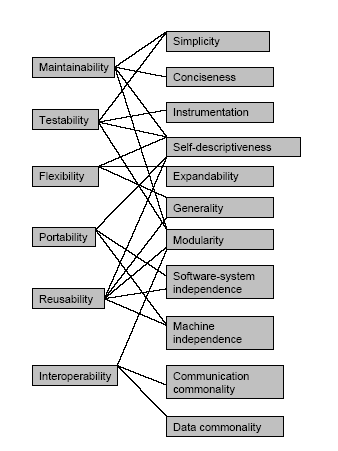 Maintainability
Testability
Flexibility
Portability
Reusability
Interoperability
Simplicity
Conciseness
Instrumentation
Self-descriptiveness
Expandability
Generality
Modularity
Software-system
independence
Machine
independence
Communication
commonality
Data commonality